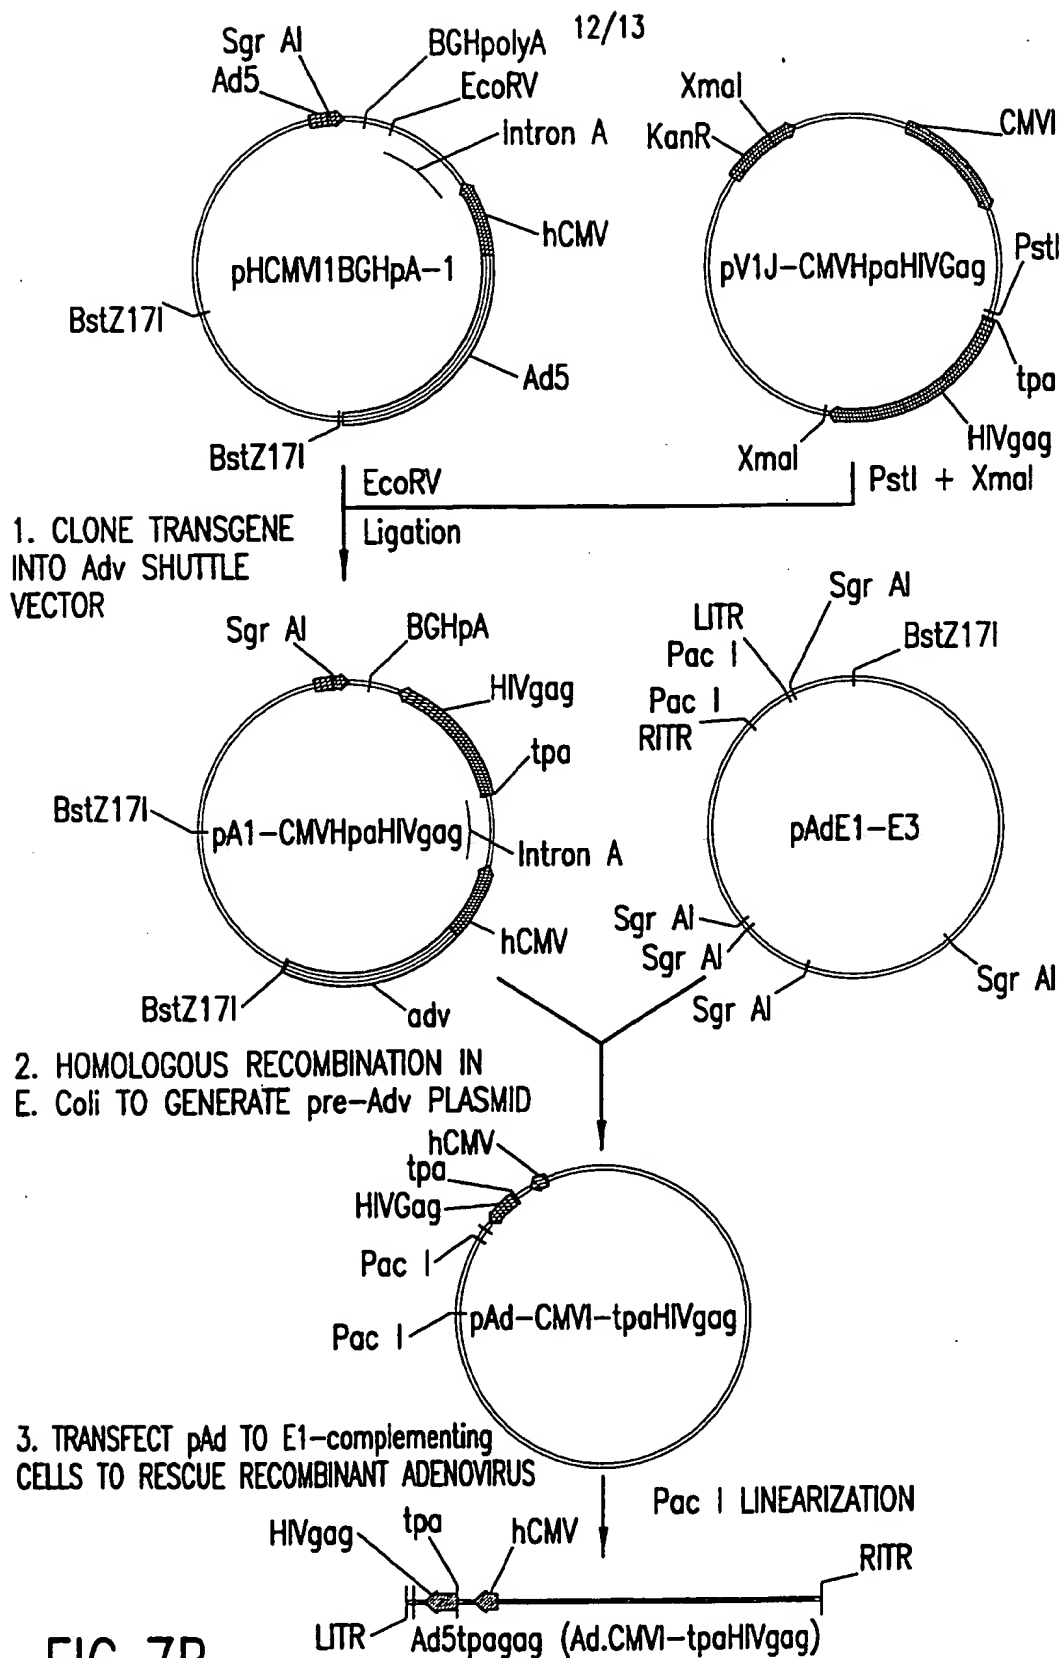 12/13
Sgr AI
BGHpolyA
Ad5
EcoRV
Intron A
hCMV
pHCMVI1BGHpA-1
BstZ17I
Ad5
BstZ17I
XmaI
KanR
CMVI
pV1J-CMVHpaHIVGag
PstI
tpa
HIVgag
XmaI
EcoRV
PstI + XmaI
Ligation
1. CLONE TRANSGENE
INTO Adv SHUTTLE
VECTOR
Sgr AI
BGHpA
HIVgag
tpa
BstZ17I
pA1-CMVHpaHIVgag
Intron A
hCMV
BstZ17I
adv
Sgr AI
LITR
Pac I
BstZ17I
Pac I
RITR
pAdE1-E3
Sgr AI
Sgr AI
Sgr AI
Sgr AI
2. HOMOLOGOUS RECOMBINATION IN
E. Coli TO GENERATE pre-Adv PLASMID
hCMV
tpa
HIVGag
Pac I
Pac I
pAd-CMVI-tpaHIVgag
3. TRANSFECT pAd TO E1-complementing
CELLS TO RESCUE RECOMBINANT ADENOVIRUS
Pac I LINEARIZATION
HIVgag
tpa
hCMV
RITR
LITR
Ad5tpagag (Ad.CMVI-tpaHIVgag)
FIG. 7B